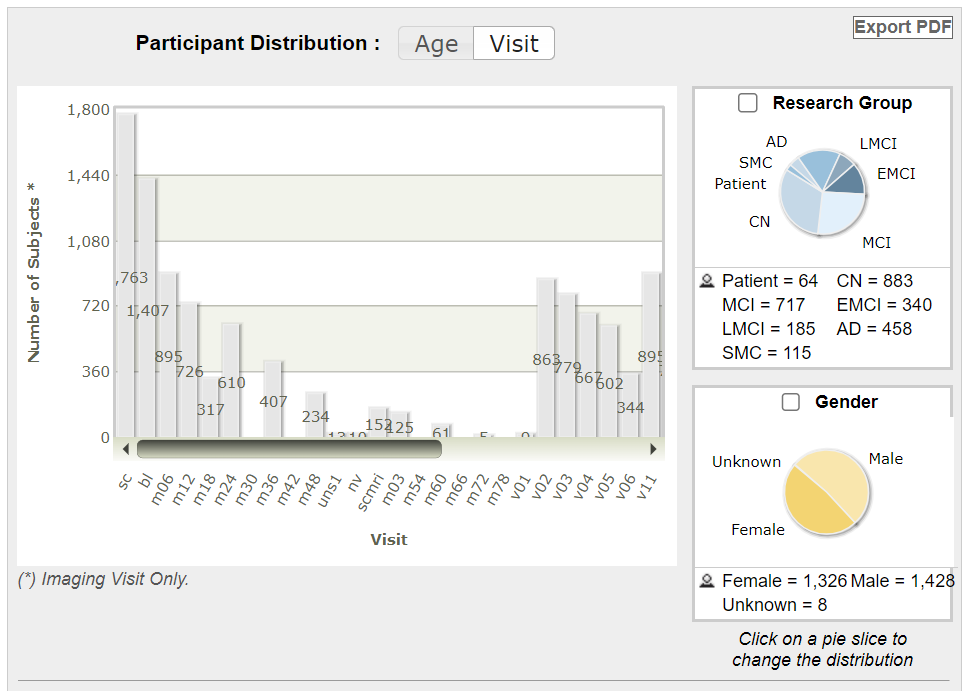 Participant Distribution : Age Visit
Export PDF
Number of Subjects *
1,800
1,440
1,080
720
360
0
,763
1,407
895
726
317
610
407
234
152
125
61
5
863
779
667
602
344
895
sc bl m06 m12 m18 m24 m30 m36 m42 m48 uns1 nv scmri m03 m54 m60 m66 m72 m78 v01 v02 v03 v04 v05 v06 v11
Visit
(*) Imaging Visit Only.
Research Group
AD LMCI
SMC EMCI
Patient
CN
MCI
Patient = 64 CN = 883
MCI = 717 EMCI = 340
LMCI = 185 AD = 458
SMC = 115
Gender
Unknown Male
Female
Female = 1,326 Male = 1,428
Unknown = 8
Click on a pie slice to
change the distribution